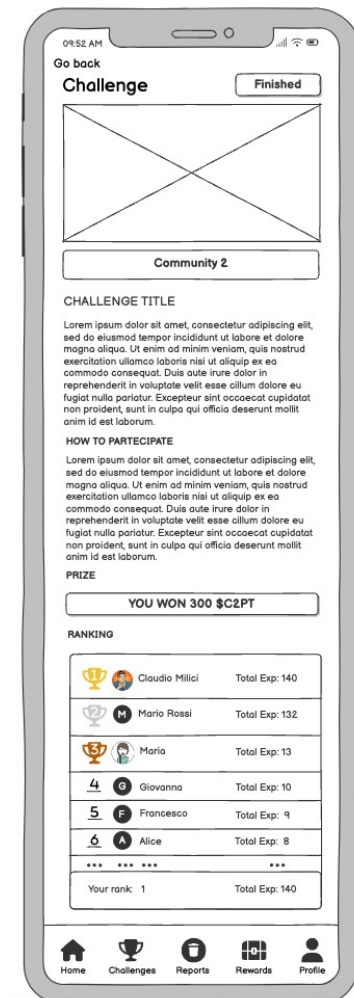 09:52 AM
Go back
Challenge
Finished
Community 2
CHALLENGE TITLE
Lorem ipsum dolor sit amet, consectetur adipiscing elit,
sed do eiusmod tempor incididunt ut labore et dolore
magna aliqua. Ut enim ad minim veniam, quis nostrud
exercitation ullamco laboris nisi ut aliquip ex ea
commodo consequat. Duis aute irure dolor in
reprehenderit in voluptate velit esse cillum dolore eu
fugiat nulla pariatur. Excepteur sint occaecat cupidatat
non proident, sunt in culpa qui officia deserunt mollit
anim id est laborum.
HOW TO PARTECIPATE
Lorem ipsum dolor sit amet, consectetur adipiscing elit,
sed do eiusmod tempor incididunt ut labore et dolore
magna aliqua. Ut enim ad minim veniam, quis nostrud
exercitation ullamco laboris nisi ut aliquip ex ea
commodo consequat. Duis aute irure dolor in
reprehenderit in voluptate velit esse cillum dolore eu
fugiat nulla pariatur. Excepteur sint occaecat cupidatat
non proident, sunt in culpa qui officia deserunt mollit
anim id est laborum.
PRIZE
YOU WON 300 $C2PT
RANKING
1 Claudio Milici Total Exp: 140
2 M Mario Rossi Total Exp: 132
3 Maria Total Exp: 13
4 G Giovanna Total Exp: 10
5 F Francesco Total Exp: 9
6 A Alice Total Exp: 8
... ... ... ...
Your rank: 1 Total Exp: 140
Home Challenges Reports Rewards Profile